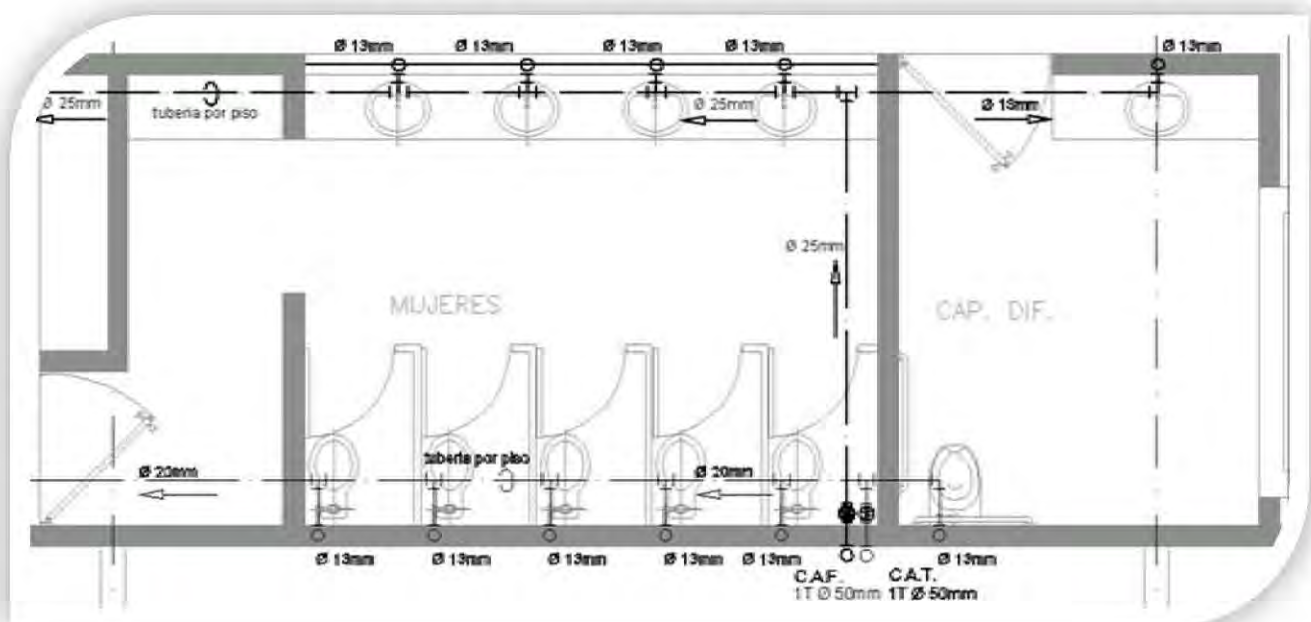 Ø 13mm Ø 13mm Ø 13mm Ø 13mm Ø 13mm
Ø 25mm
tuberia por piso
Ø 25mm
Ø 13mm
Ø 25mm
MUJERES
CAP. DIF.
tuberia por piso
Ø 20mm
Ø 20mm
Ø 13mm Ø 13mm Ø 13mm Ø 13mm Ø 13mm Ø 13mm
C.A.F. C.A.T.
1T Ø 50mm 1T Ø 50mm